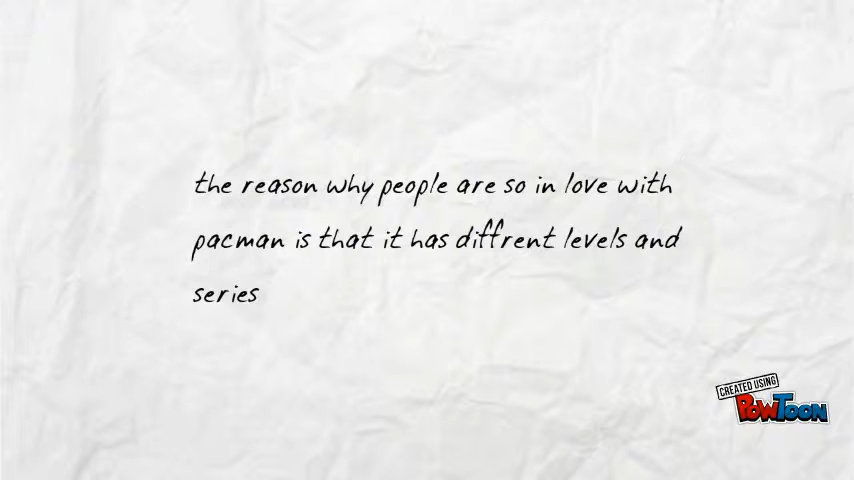 the reason why people are so in love with
pacman is that it has diffrent levels and
series
CREATED USING
PowToon